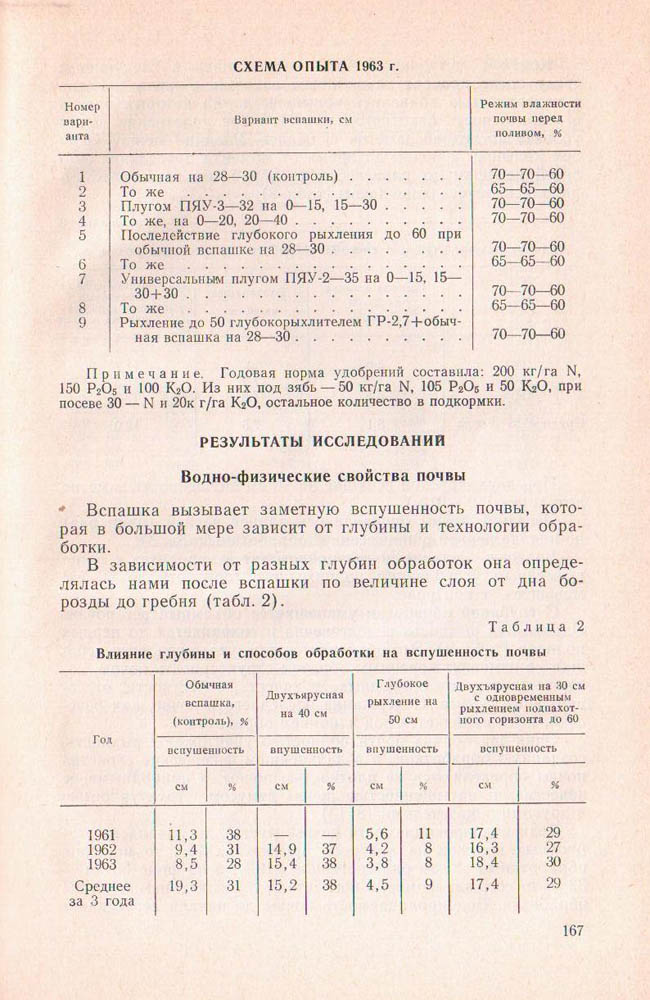 СХЕМА ОПЫТА 1963 г.
Номер вари-анта | Вариант вспашки, см | Режим влажности почвы перед поливом, %
1 Обычная на 28—30 (контроль) . . . . . . . 70—70—60
2 То же . . . . . . . . . . . . . . . 65—65—60
3 Плугом ПЯУ-3—32 на 0—15, 15—30 . . . . . 70—70—60
4 То же, на 0—20, 20—40 . . . . . . . . . . 70—70—60
5 Последействие глубокого рыхления до 60 при
обычной вспашке на 28—30 . . . . . . . . 70—70—60
6 То же . . . . . . . . . . . . . . . . 65—65—60
7 Универсальным плугом ПЯУ-2—35 на 0—15, 15—
30+30 . . . . . . . . . . . . . . . . 70—70—60
8 То же . . . . . . . . . . . . . . . 65—65—60
9 Рыхление до 50 глубокорыхлителем ГР-2,7+обыч-
ная вспашка на 28—30 . . . . . . . . . . 70—70—60
Примечание. Годовая норма удобрений составила: 200 кг/га N,
150 P₂O₅ и 100 K₂O. Из них под зябь — 50 кг/га N, 105 P₂O₅ и 50 K₂O, при
посеве 30 — N и 20к г/га K₂O, остальное количество в подкормки.
РЕЗУЛЬТАТЫ ИССЛЕДОВАНИЙ
Водно-физические свойства почвы
Вспашка вызывает заметную вспушенность почвы, кото-
рая в большой мере зависит от глубины и технологии обра-
ботки.
В зависимости от разных глубин обработок она опреде-
лялась нами после вспашки по величине слоя от дна бо-
розды до гребня (табл. 2).
Таблица 2
Влияние глубины и способов обработки на вспушенность почвы
Год | Обычная вспашка, (контроль), % | Двухъярусная на 40 см | Глубокое рыхление на 50 см | Двухъярусная на 30 см с одновременным рыхлением подпахот-ного горизонта до 60
вспушенность | впушенность | впушенность | вспушенность
см | % | см | % | см | % | см | %
1961 | 11,3 | 38 | — | — | 5,6 | 11 | 17,4 | 29
1962 | 9,4 | 31 | 14,9 | 37 | 4,2 | 8 | 16,3 | 27
1963 | 8,5 | 28 | 15,4 | 38 | 3,8 | 8 | 18,4 | 30
Среднее | 19,3 | 31 | 15,2 | 38 | 4,5 | 9 | 17,4 | 29
за 3 года
167